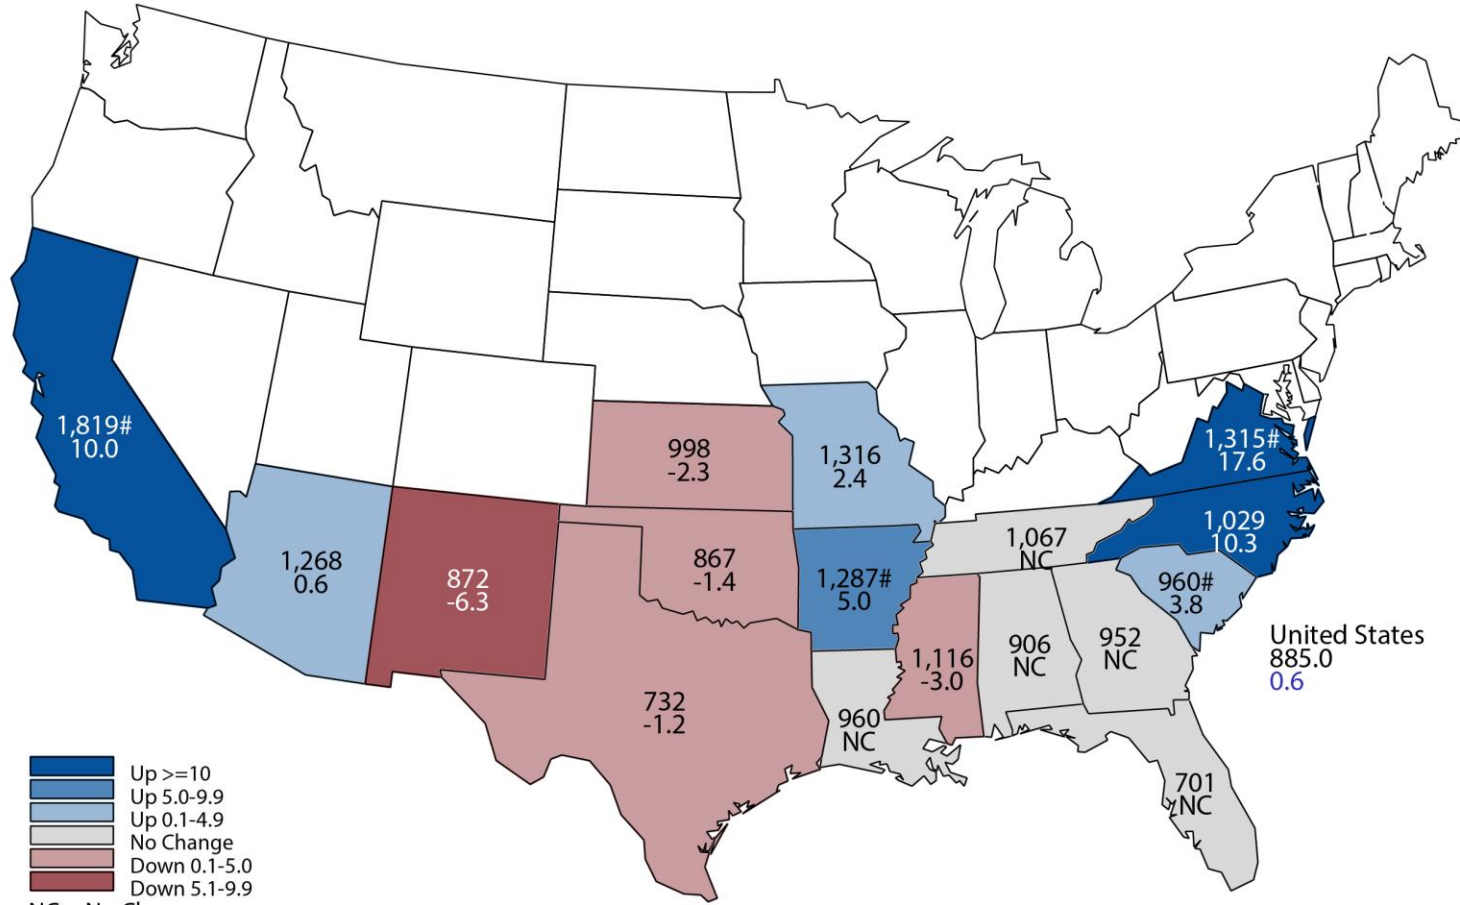 1,819#
10.0
1,268
0.6
872
-6.3
998
-2.3
867
-1.4
732
-1.2
1,316
2.4
1,287#
5.0
960
NC
1,116
-3.0
1,067
NC
906
NC
952
NC
701
NC
1,315#
17.6
1,029
10.3
960#
3.8
United States
885.0
0.6
Up >=10
Up 5.0-9.9
Up 0.1-4.9
No Change
Down 0.1-5.0
Down 5.1-9.9